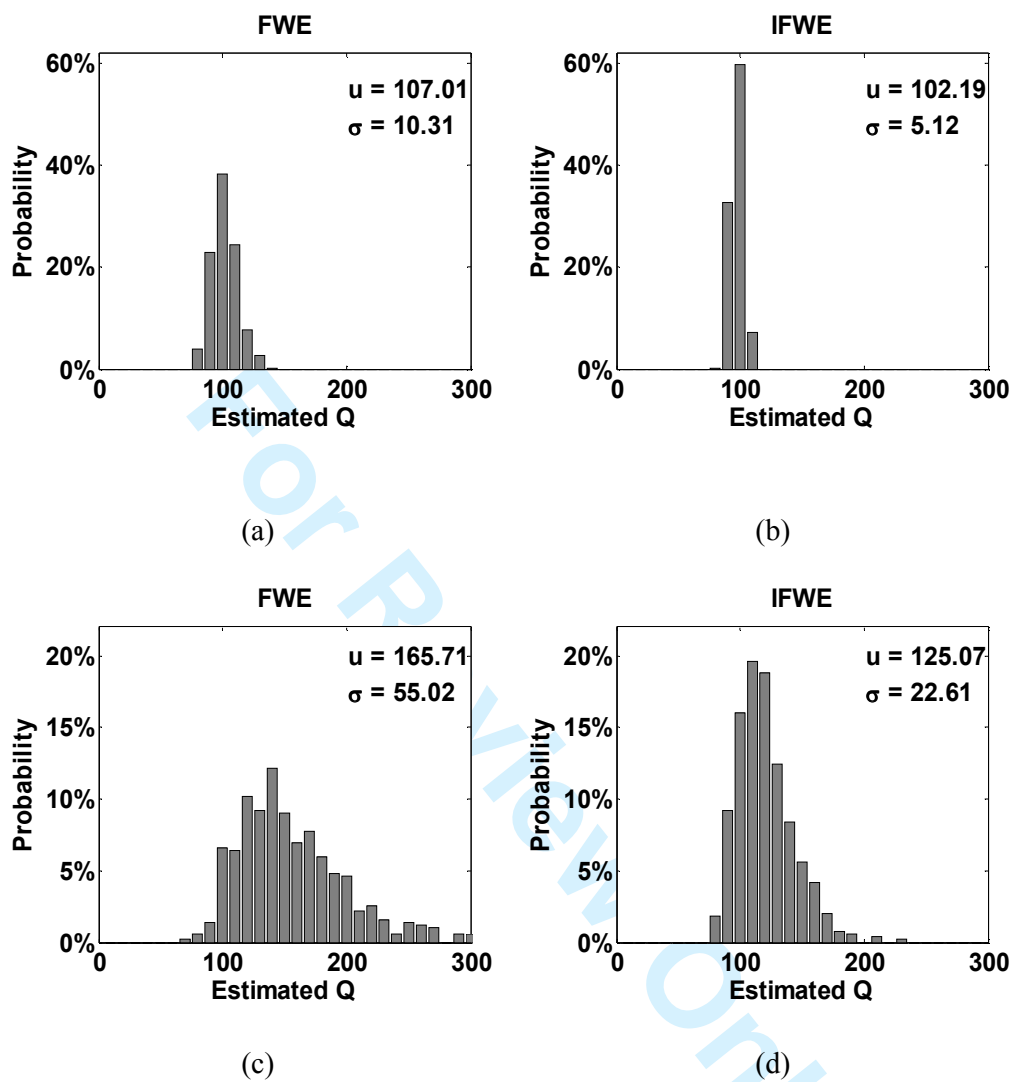 FWE
60%
40%
20%
0%
Probability
u = 107.01
σ = 10.31
0
100
200
300
Estimated Q
(a)
IFWE
60%
40%
20%
0%
Probability
u = 102.19
σ = 5.12
0
100
200
300
Estimated Q
(b)
FWE
20%
15%
10%
5%
0%
Probability
u = 165.71
σ = 55.02
0
100
200
300
Estimated Q
(c)
IFWE
20%
15%
10%
5%
0%
Probability
u = 125.07
σ = 22.61
0
100
200
300
Estimated Q
(d)
For